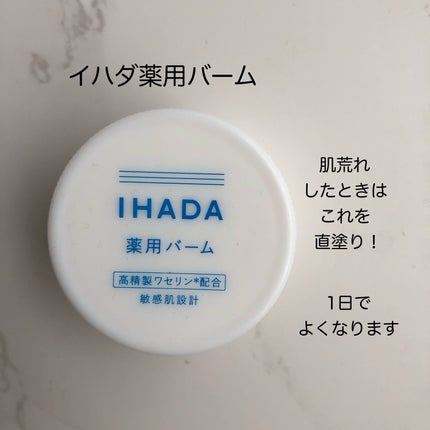 イハダ薬用バーム
IHADA
薬用バーム
高精製ワセリン*配合
敏感肌設計
肌荒れ
したときは
これを
直塗り！
1日で
よくなります